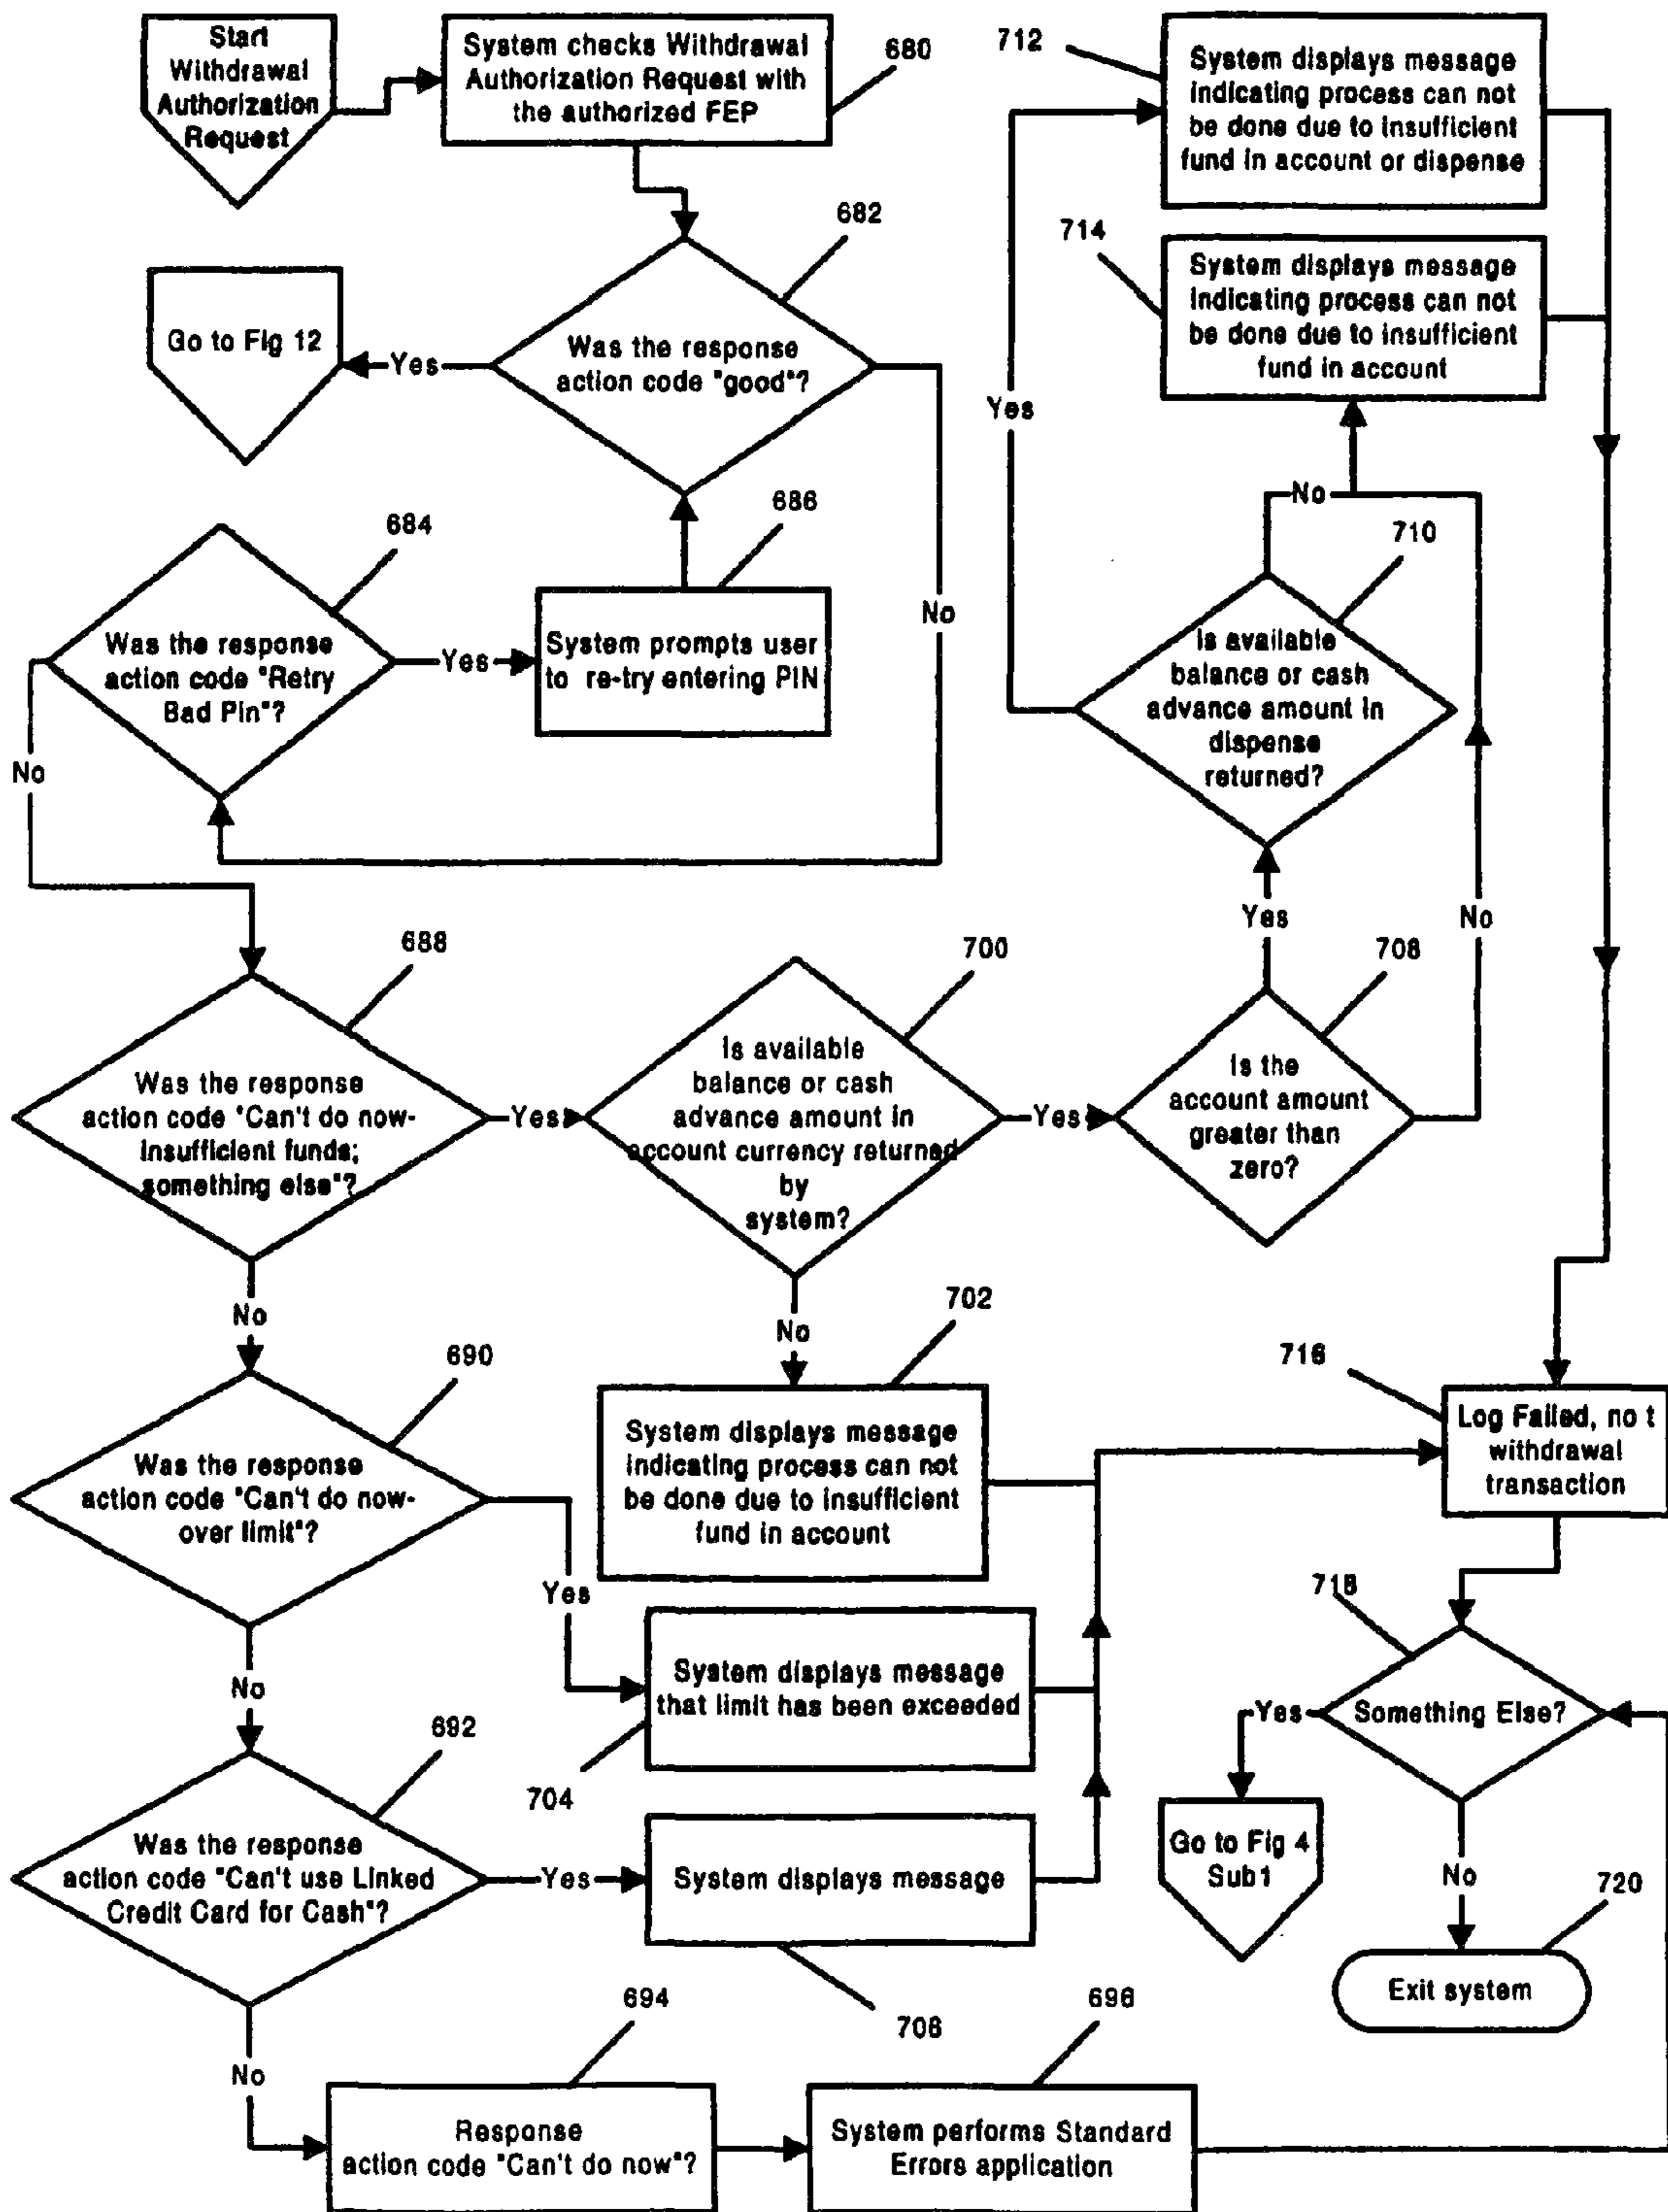 Start
Withdrawal
Authorization
Request
System checks Withdrawal
Authorization Request with
the authorized FEP
680
682
Was the response
action code "good"?
Yes
Go to Fig 12
No
684
Was the response
action code "Retry
Bad Pin"?
Yes
686
System prompts user
to re-try entering PIN
No
688
Was the response
action code "Can't do now-
insufficient funds;
something else"?
Yes
700
Is available
balance or cash
advance amount in
account currency returned
by
system?
Yes
708
Is the
account amount
greater than
zero?
Yes
No
710
Is available
balance or cash
advance amount in
dispense
returned?
Yes
No
712
System displays message
indicating process can not
be done due to insufficient
fund in account or dispense
714
System displays message
indicating process can not
be done due to insufficient
fund in account
No
No
702
System displays message
indicating process can not
be done due to insufficient
fund in account
690
Was the response
action code "Can't do now-
over limit"?
Yes
704
System displays message
that limit has been exceeded
No
692
Was the response
action code "Can't use Linked
Credit Card for Cash"?
Yes
System displays message
706
No
694
Response
action code "Can't do now"?
696
System performs Standard
Errors application
716
Log Failed, no t
withdrawal
transaction
718
Something Else?
Yes
Go to Fig 4
Sub1
No
720
Exit system